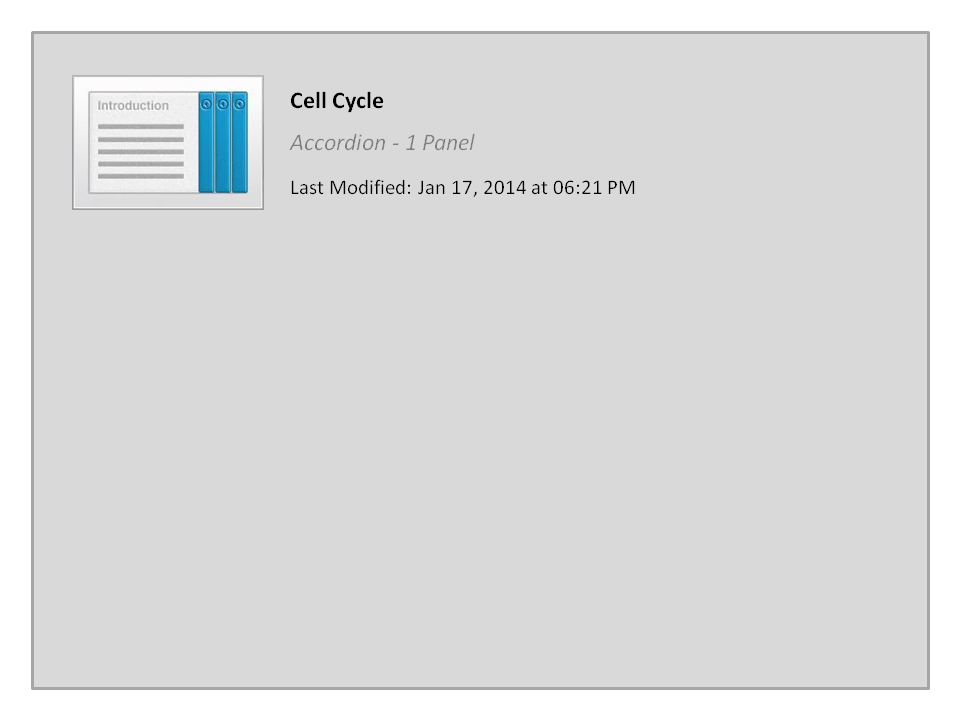 Introduction
Cell Cycle
Accordion - 1 Panel
Last Modified: Jan 17, 2014 at 06:21 PM